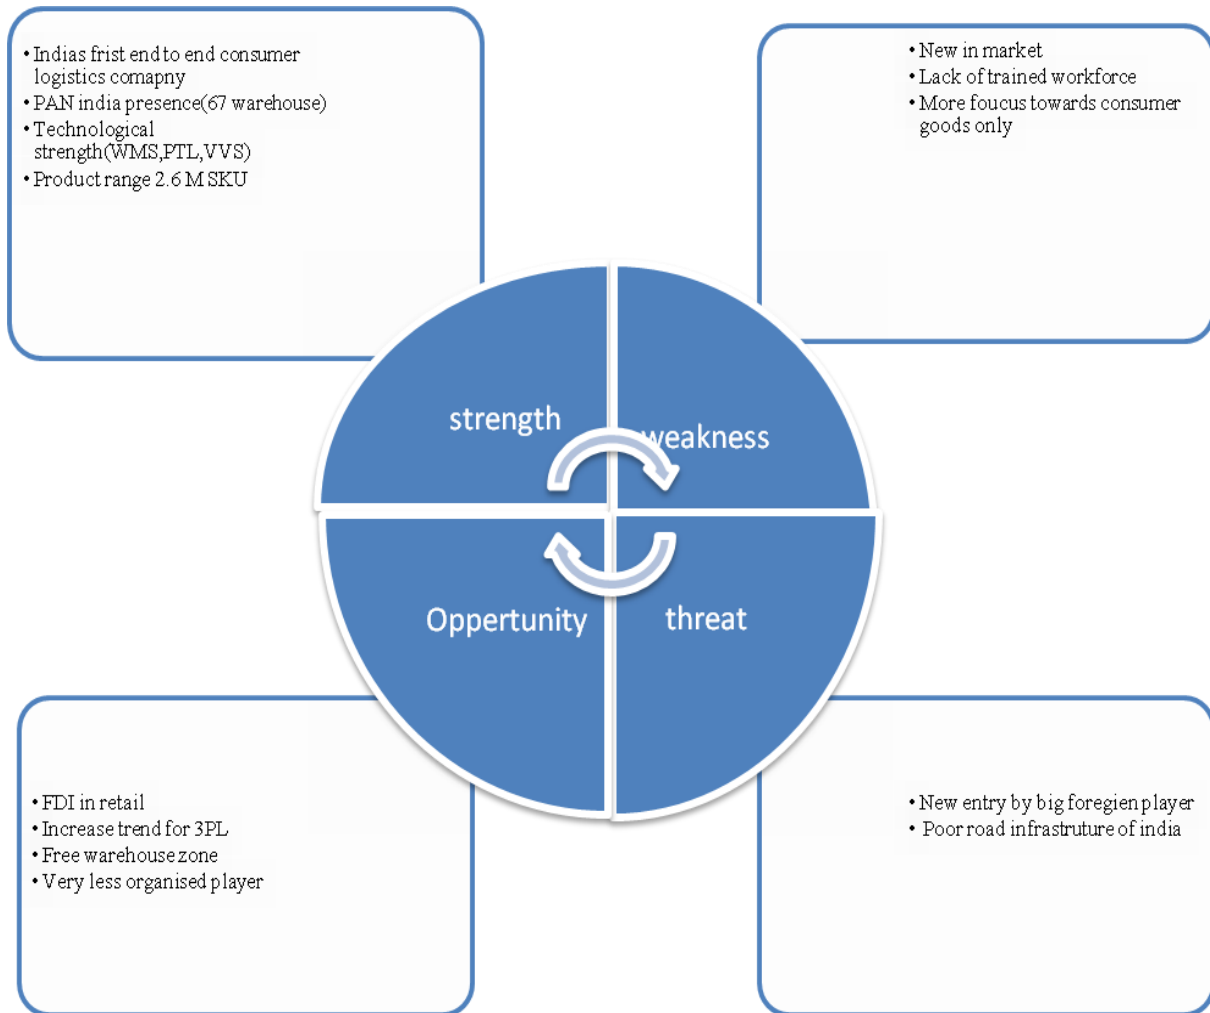 • Indias frist end to end consumer
logistics comapny
• PAN india presence(67 warehouse)
• Technological
strength(WMS,PTL,VVS)
• Product range 2.6 M SKU
• New in market
• Lack of trained workforce
• More foucus towards consumer
goods only
strength
weakness
Oppertunity
threat
• FDI in retail
• Increase trend for 3PL
• Free warehouse zone
• Very less organised player
• New entry by big foregien player
• Poor road infrastruture of india